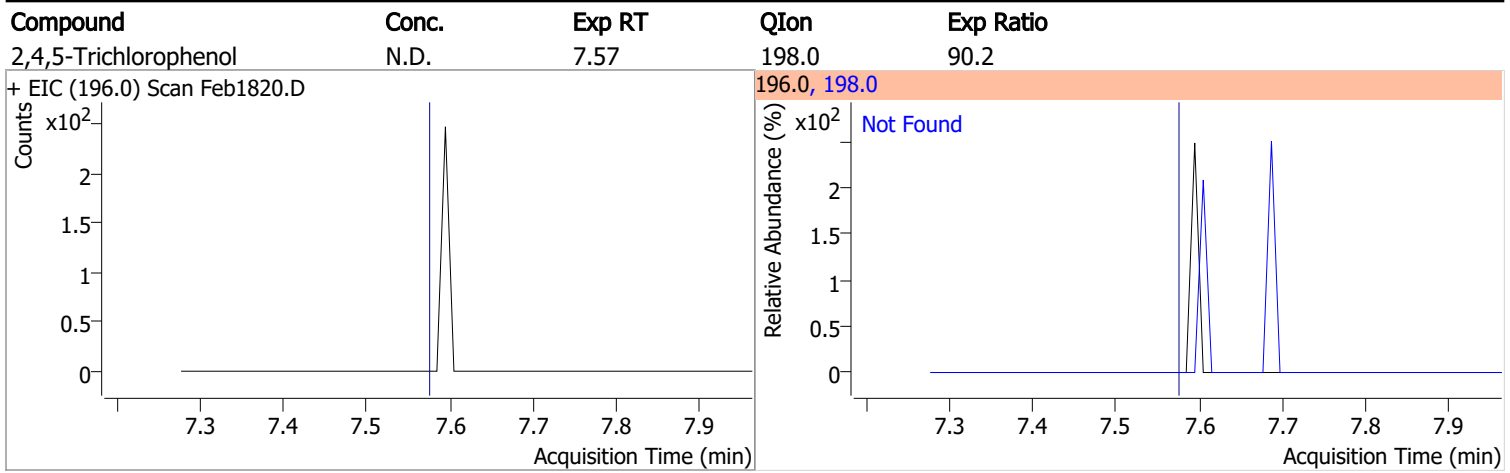 Compound Conc. Exp RT QIon Exp Ratio
2,4,5-Trichlorophenol N.D. 7.57 198.0 90.2
+ EIC (196.0) Scan Feb1820.D
Counts
x10²
2
1.5
1
0.5
0
7.3 7.4 7.5 7.6 7.7 7.8 7.9
Acquisition Time (min)
196.0, 198.0
Relative Abundance (%)
x10²
Not Found
2
1.5
1
0.5
0
7.3 7.4 7.5 7.6 7.7 7.8 7.9
Acquisition Time (min)